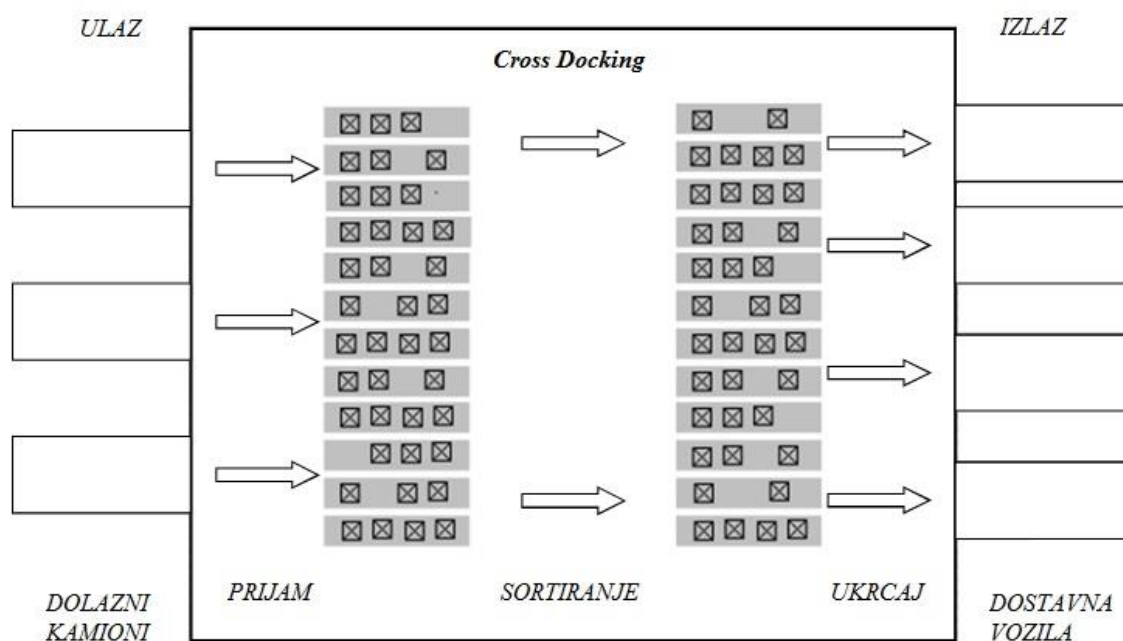 ULAZ
IZLAZ
Cross Docking
PRIJAM
SORTIRANJE
UKRCAJ
DOLAZNI
KAMIONI
DOSTAVNA
VOZILA